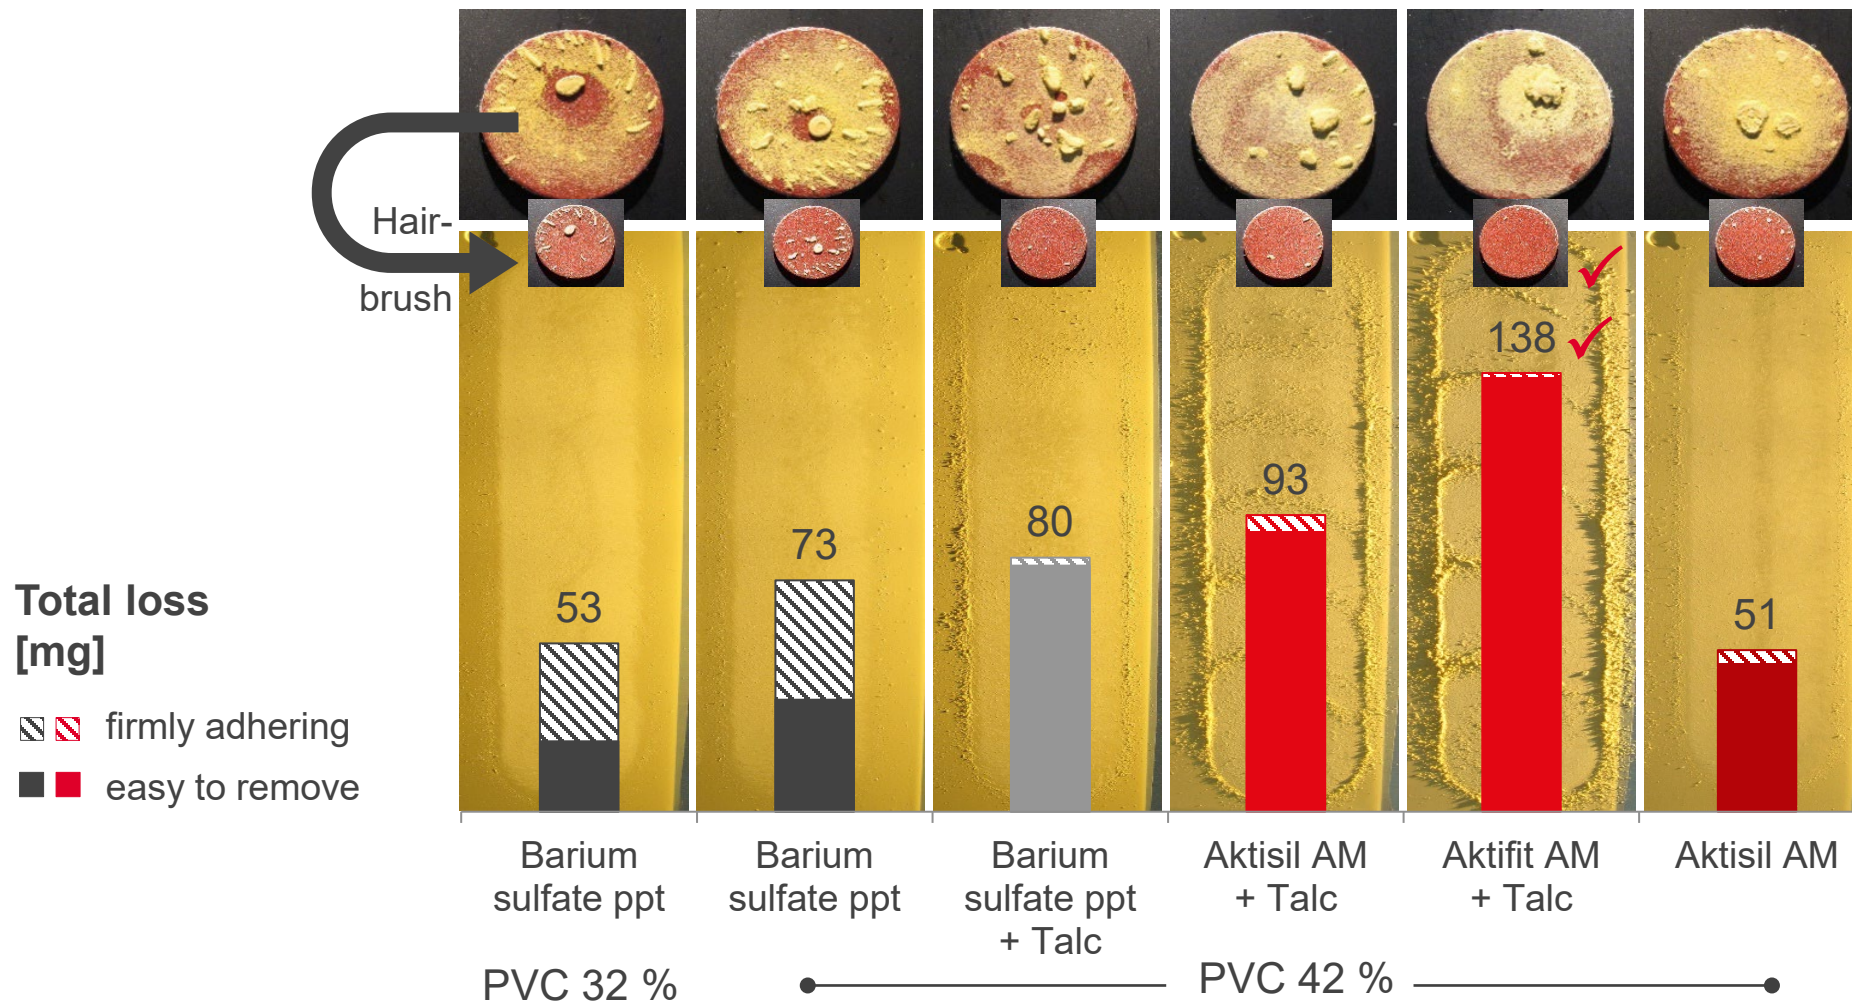 Hair-
brush
138
93
80
73
53
51
Total loss
[mg]
firmly adhering
easy to remove
Barium
sulfate ppt
Barium
sulfate ppt
Barium
sulfate ppt
+ Talc
Aktisil AM
+ Talc
Aktifit AM
+ Talc
Aktisil AM
PVC 32 %
PVC 42 %